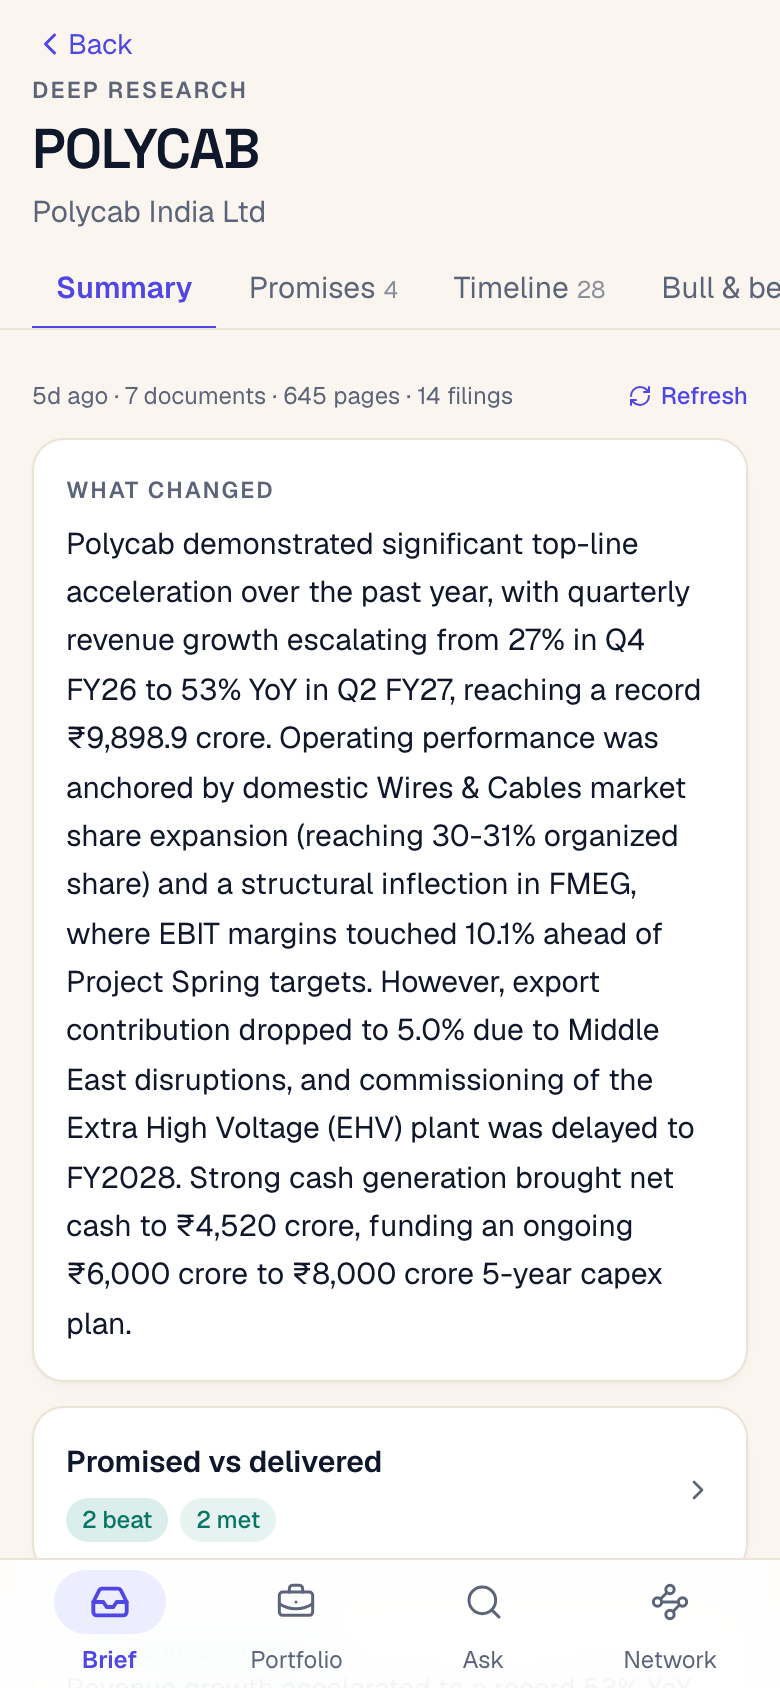 Back
DEEP RESEARCH
POLYCAB
Polycab India Ltd
Summary Promises 4 Timeline 28 Bull & be
5d ago · 7 documents · 645 pages · 14 filings Refresh
WHAT CHANGED
Polycab demonstrated significant top-line
acceleration over the past year, with quarterly
revenue growth escalating from 27% in Q4
FY26 to 53% YoY in Q2 FY27, reaching a record
₹9,898.9 crore. Operating performance was
anchored by domestic Wires & Cables market
share expansion (reaching 30-31% organized
share) and a structural inflection in FMEG,
where EBIT margins touched 10.1% ahead of
Project Spring targets. However, export
contribution dropped to 5.0% due to Middle
East disruptions, and commissioning of the
Extra High Voltage (EHV) plant was delayed to
FY2028. Strong cash generation brought net
cash to ₹4,520 crore, funding an ongoing
₹6,000 crore to ₹8,000 crore 5-year capex
plan.
Promised vs delivered
2 beat 2 met
Brief Portfolio Ask Network
Revenue growth accelerated to a record 53% YoY